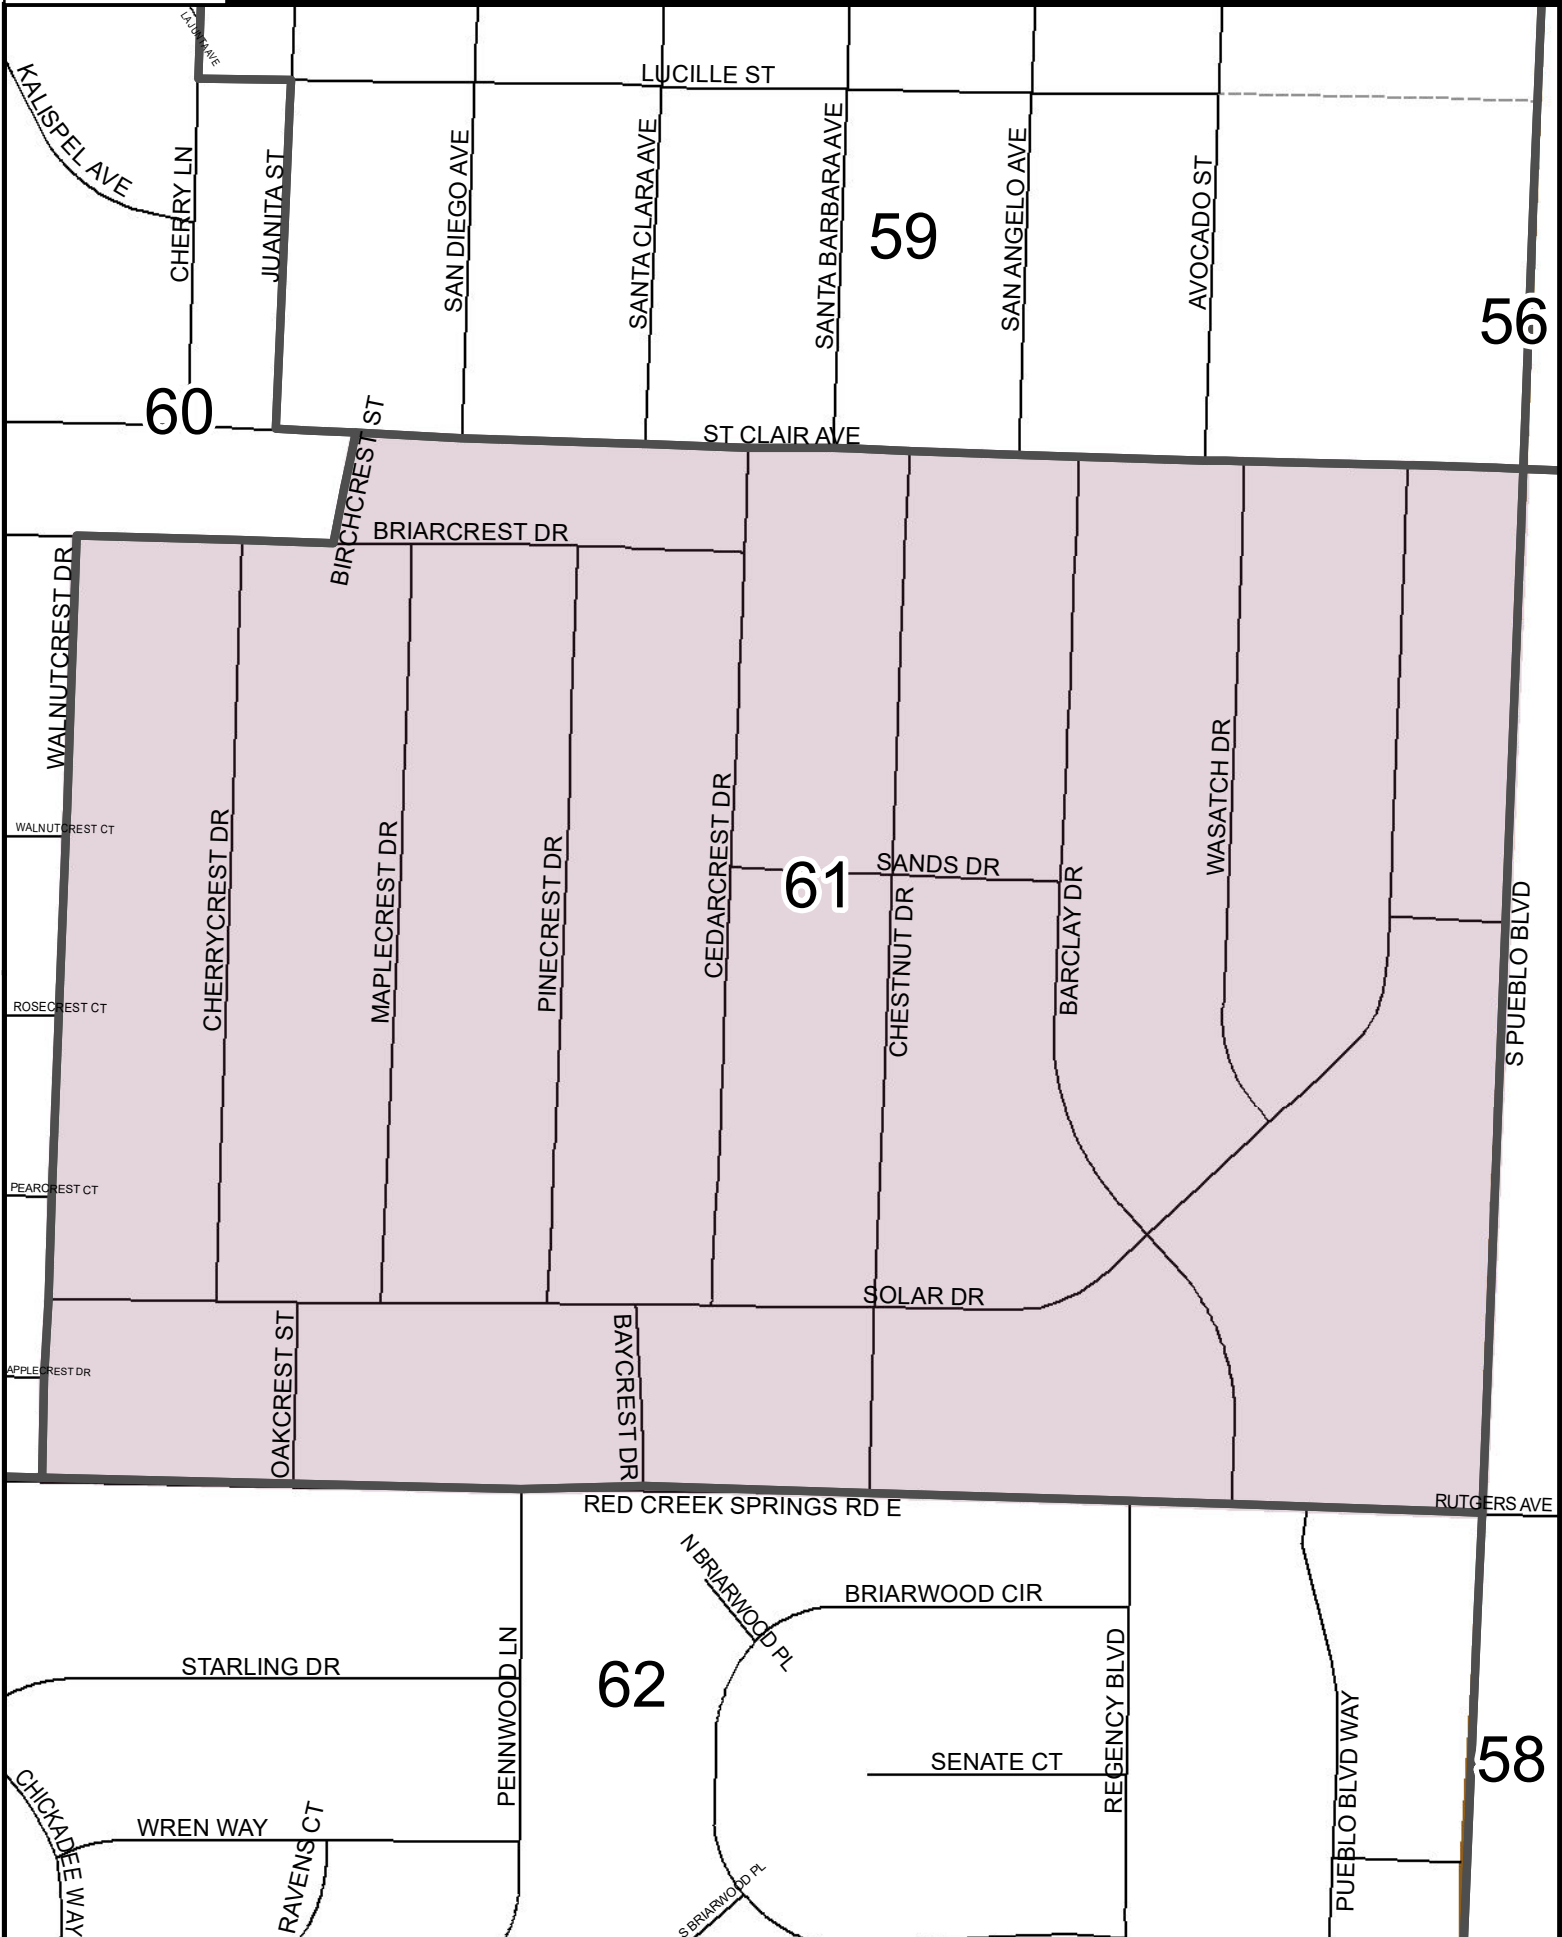 LAJUNTA AVE
LUCILLE ST
KALISPEL AVE
CHERRY LN
JUANITA ST
SAN DIEGO AVE
SANTA CLARA AVE
SANTA BARBARA AVE
SAN ANGELO AVE
AVOCADO ST
59
56
60
BIRCHCREST ST
ST CLAIR AVE
BRIARCREST DR
WALNUTCREST DR
WALNUTCREST CT
CHERRYCREST DR
MAPLECREST DR
PINECREST DR
CEDARCREST DR
WASATCH DR
61
SANDS DR
CHESTNUT DR
BARCLAY DR
S PUEBLO BLVD
ROSECREST CT
PEARCREST CT
SOLAR DR
OAKCREST ST
BAYCREST DR
APPLECREST DR
RED CREEK SPRINGS RD E
RUTGERS AVE
N BRIARWOOD PL
BRIARWOOD CIR
STARLING DR
PENNWOOD LN
62
REGENCY BLVD
SENATE CT
PUEBLO BLVD WAY
58
CHICKADEE WAY
WREN WAY
RAVENS CT
S BRIARWOOD PL